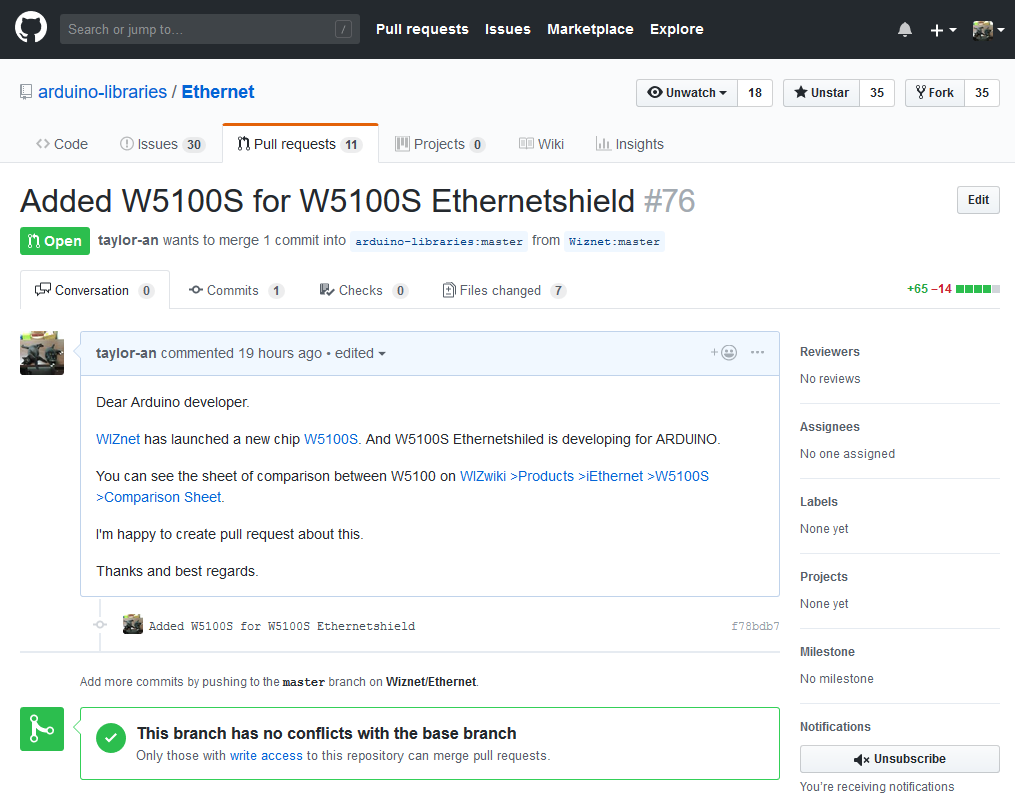 Search or jump to... /
Pull requests Issues Marketplace Explore
arduino-libraries / Ethernet
Unwatch 18 Unstar 35 Fork 35
<> Code Issues 30 Pull requests 11 Projects 0 Wiki Insights
Added W5100S for W5100S Ethernetshield #76
Edit
Open taylor-an wants to merge 1 commit into arduino-libraries:master from Wiznet:master
Conversation 0 Commits 1 Checks 0 Files changed 7
+65 −14
taylor-an commented 19 hours ago • edited
Dear Arduino developer.
WIZnet has launched a new chip W5100S. And W5100S Ethernetshiled is developing for ARDUINO.
You can see the sheet of comparison between W5100 on WIZwiki >Products >iEthernet >W5100S
>Comparison Sheet.
I'm happy to create pull request about this.
Thanks and best regards.
Added W5100S for W5100S Ethernetshield f78bdb7
Add more commits by pushing to the master branch on Wiznet/Ethernet.
This branch has no conflicts with the base branch
Only those with write access to this repository can merge pull requests.
Reviewers
No reviews
Assignees
No one assigned
Labels
None yet
Projects
None yet
Milestone
No milestone
Notifications
Unsubscribe
You're receiving notifications